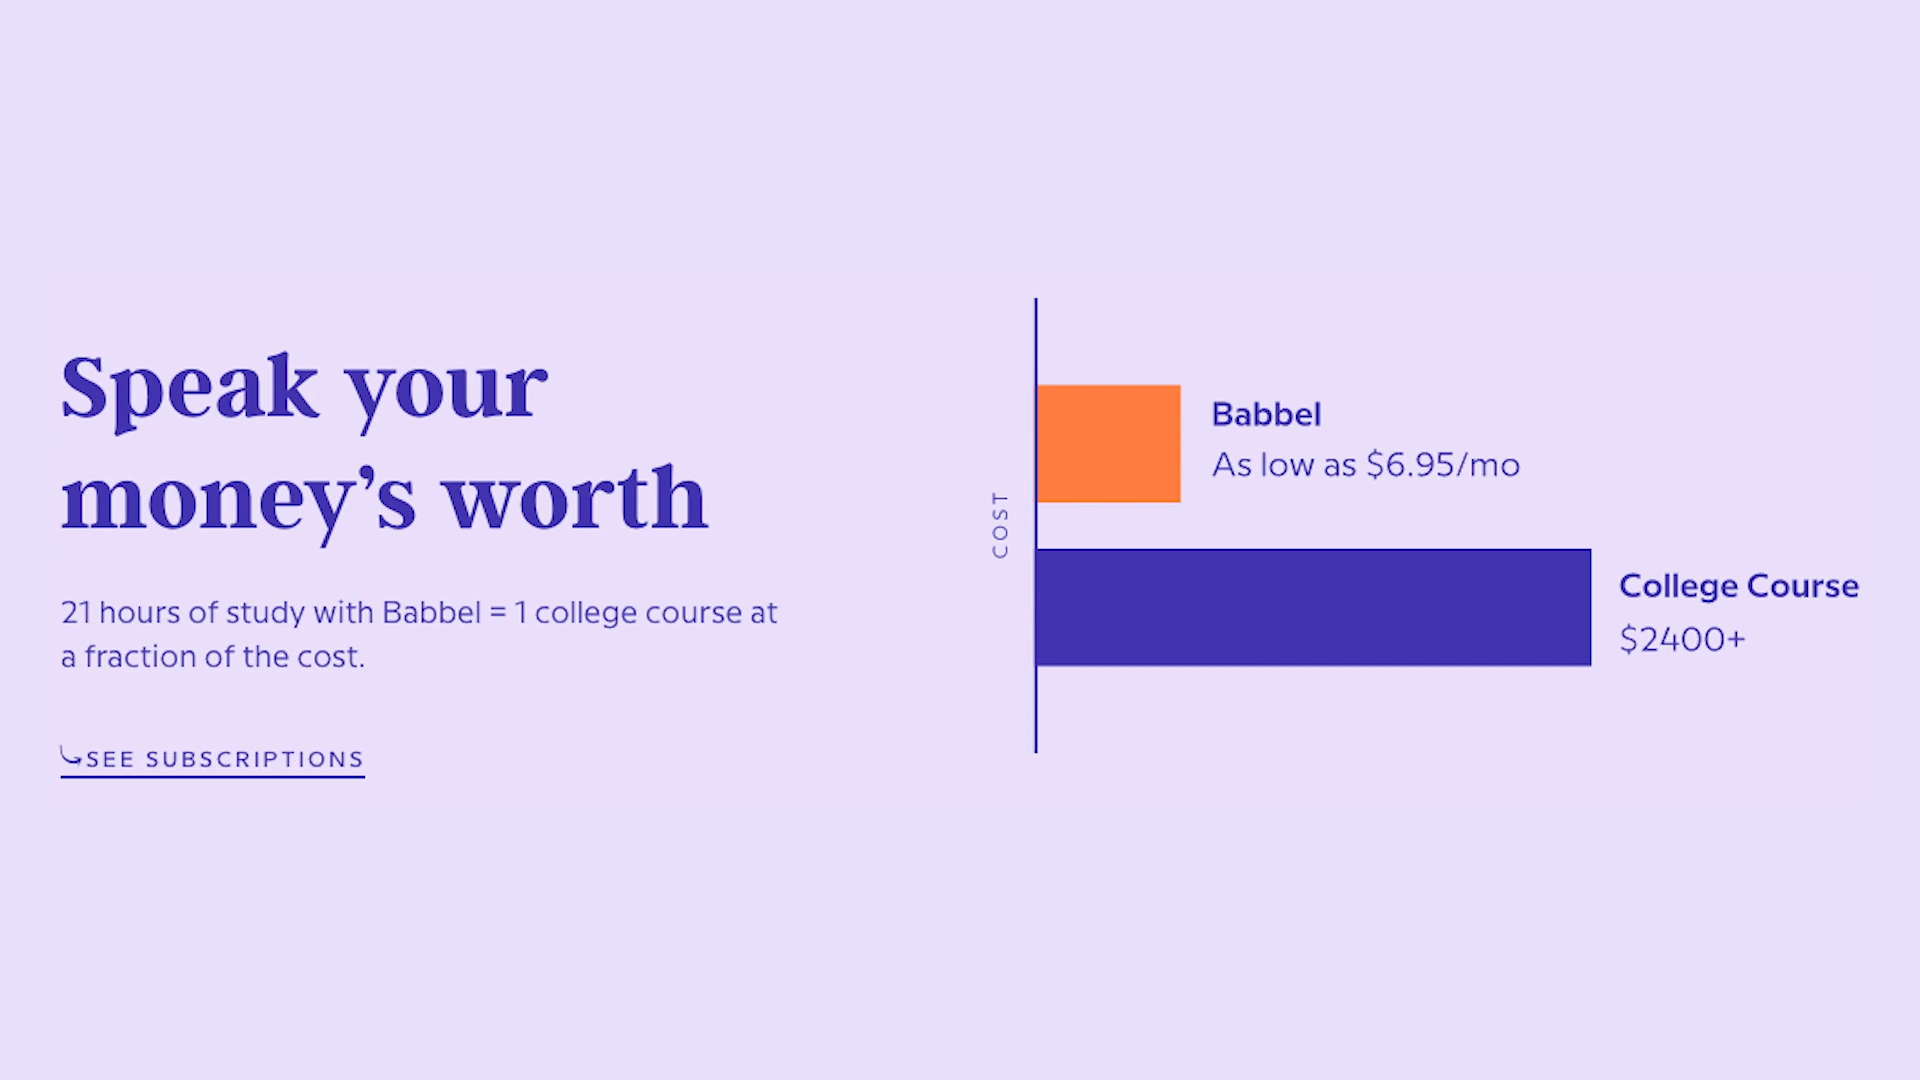 Speak your
money’s worth
21 hours of study with Babbel = 1 college course at
a fraction of the cost.
SEE SUBSCRIPTIONS
COST
Babbel
As low as $6.95/mo
College Course
$2400+